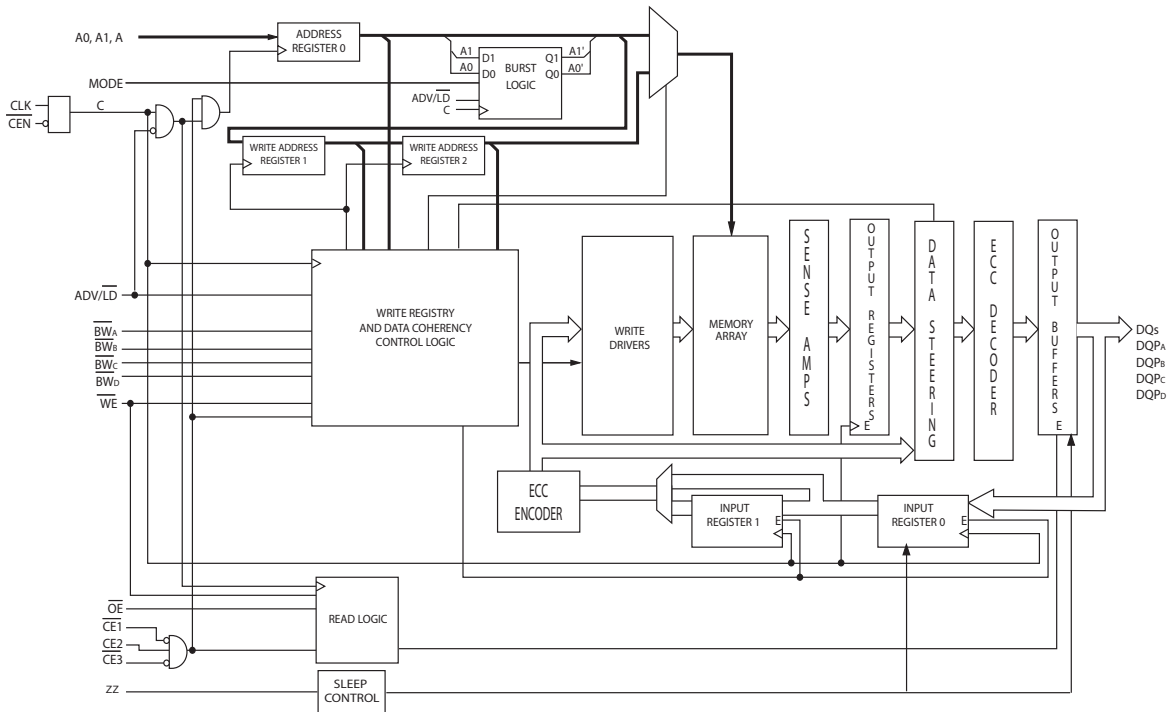 A0, A1, A
ADDRESS
REGISTER 0
A1
A0
D1
D0
BURST
LOGIC
Q1
Q0
A1'
A0'
MODE
ADV/LD
C
CLK
CEN
C
WRITE ADDRESS
REGISTER 1
WRITE ADDRESS
REGISTER 2
ADV/LD
BWA
BWB
BWC
BWD
WE
WRITE REGISTRY
AND DATA COHERENCY
CONTROL LOGIC
WRITE
DRIVERS
MEMORY
ARRAY
SENSE AMPS
OUTPUT REGISTERS
E
DATA STEERING
ECC DECODER
OUTPUT BUFFERS
E
DQs
DQPA
DQPB
DQPC
DQPD
ECC
ENCODER
INPUT
REGISTER 1
E
INPUT
REGISTER 0
E
OE
CE1
CE2
CE3
READ LOGIC
ZZ
SLEEP
CONTROL